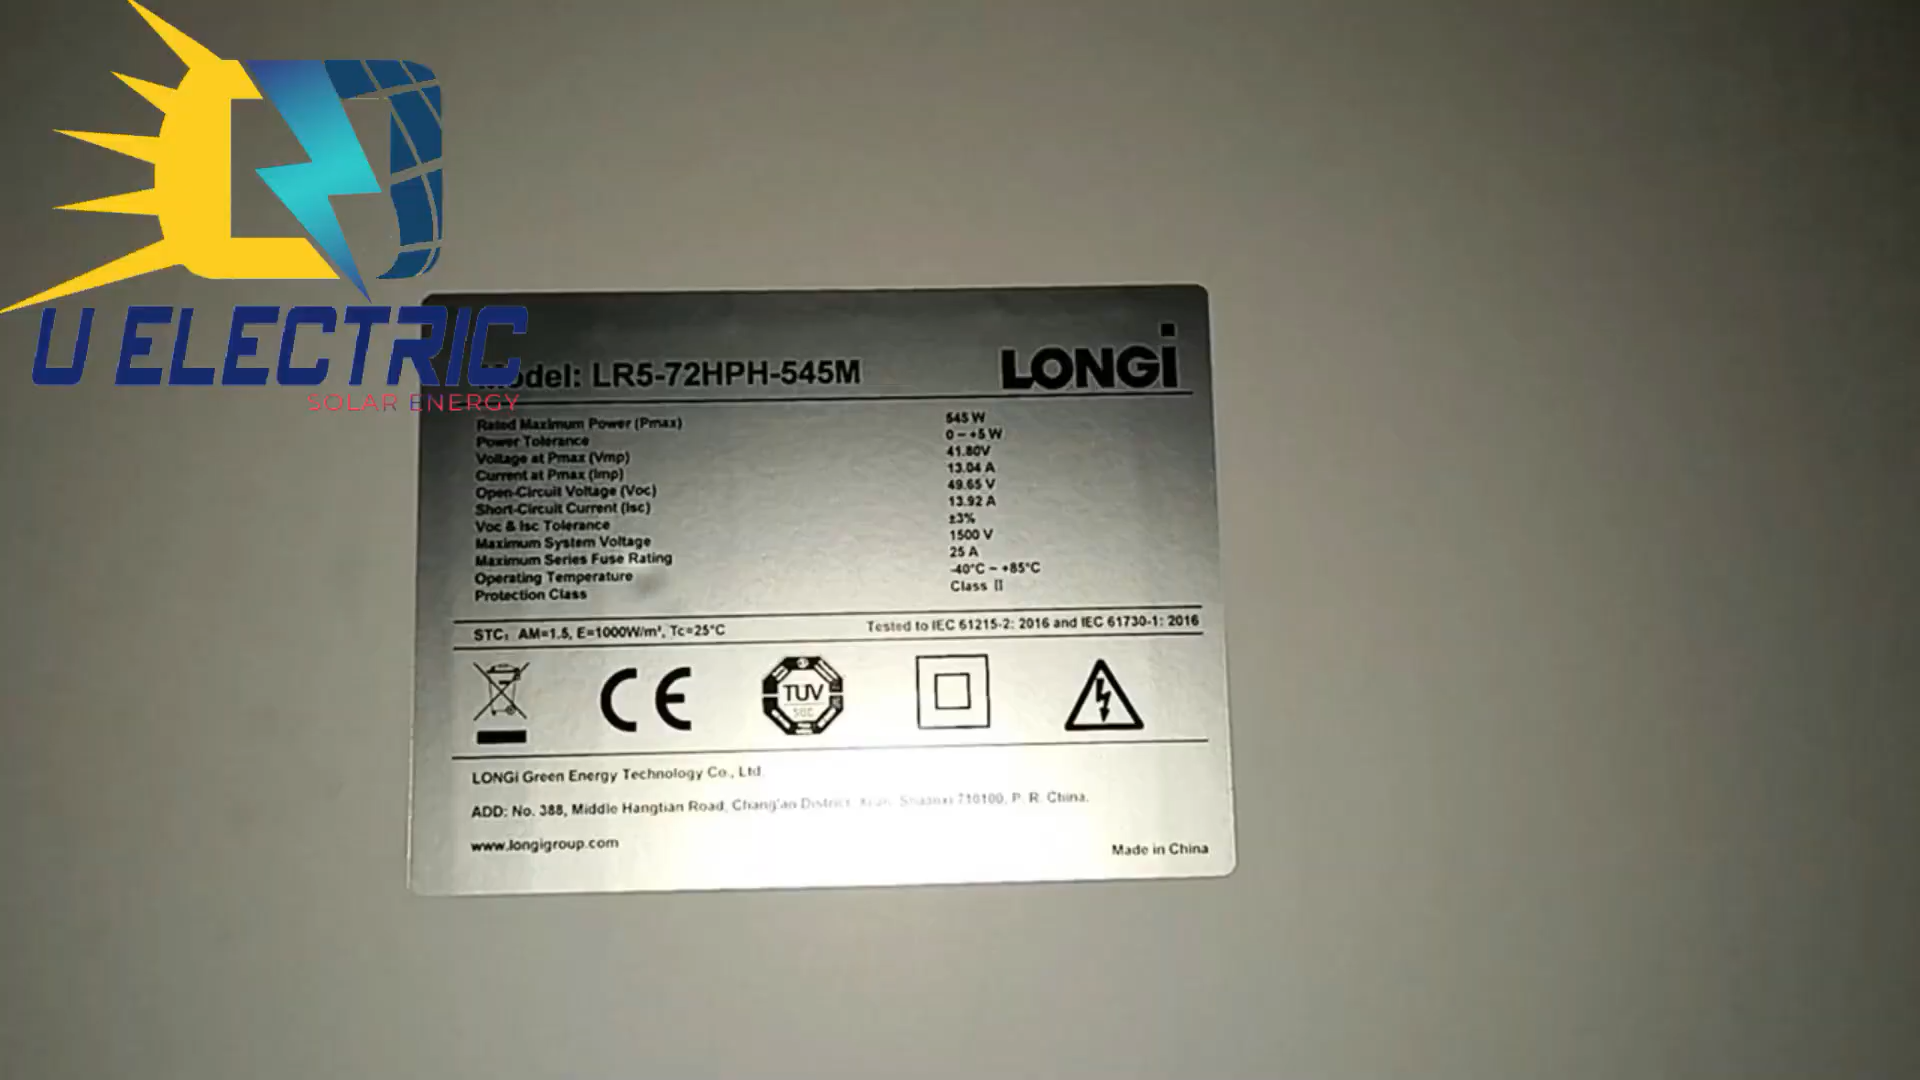 U ELECTRIC
SOLAR ENERGY
Model: LR5-72HPH-545M
LONGi
Rated Maximum Power (Pmax) 545 W
Power Tolerance 0 ~ +5 W
Voltage at Pmax (Vmp) 41.80V
Current at Pmax (Imp) 13.04 A
Open-Circuit Voltage (Voc) 49.65 V
Short-Circuit Current (Isc) 13.92 A
Voc & Isc Tolerance ±3%
Maximum System Voltage 1500 V
Maximum Series Fuse Rating 25 A
Operating Temperature -40°C ~ +85°C
Protection Class Class II
STC: AM=1.5, E=1000W/m², Tc=25°C Tested to IEC 61215-2: 2016 and IEC 61730-1: 2016
CE
TUV
LONGi Green Energy Technology Co., Ltd.
ADD: No. 388, Middle Hangtian Road, Chang'an District, Xi'an, Shaanxi 710100, P. R. China.
www.longigroup.com
Made in China